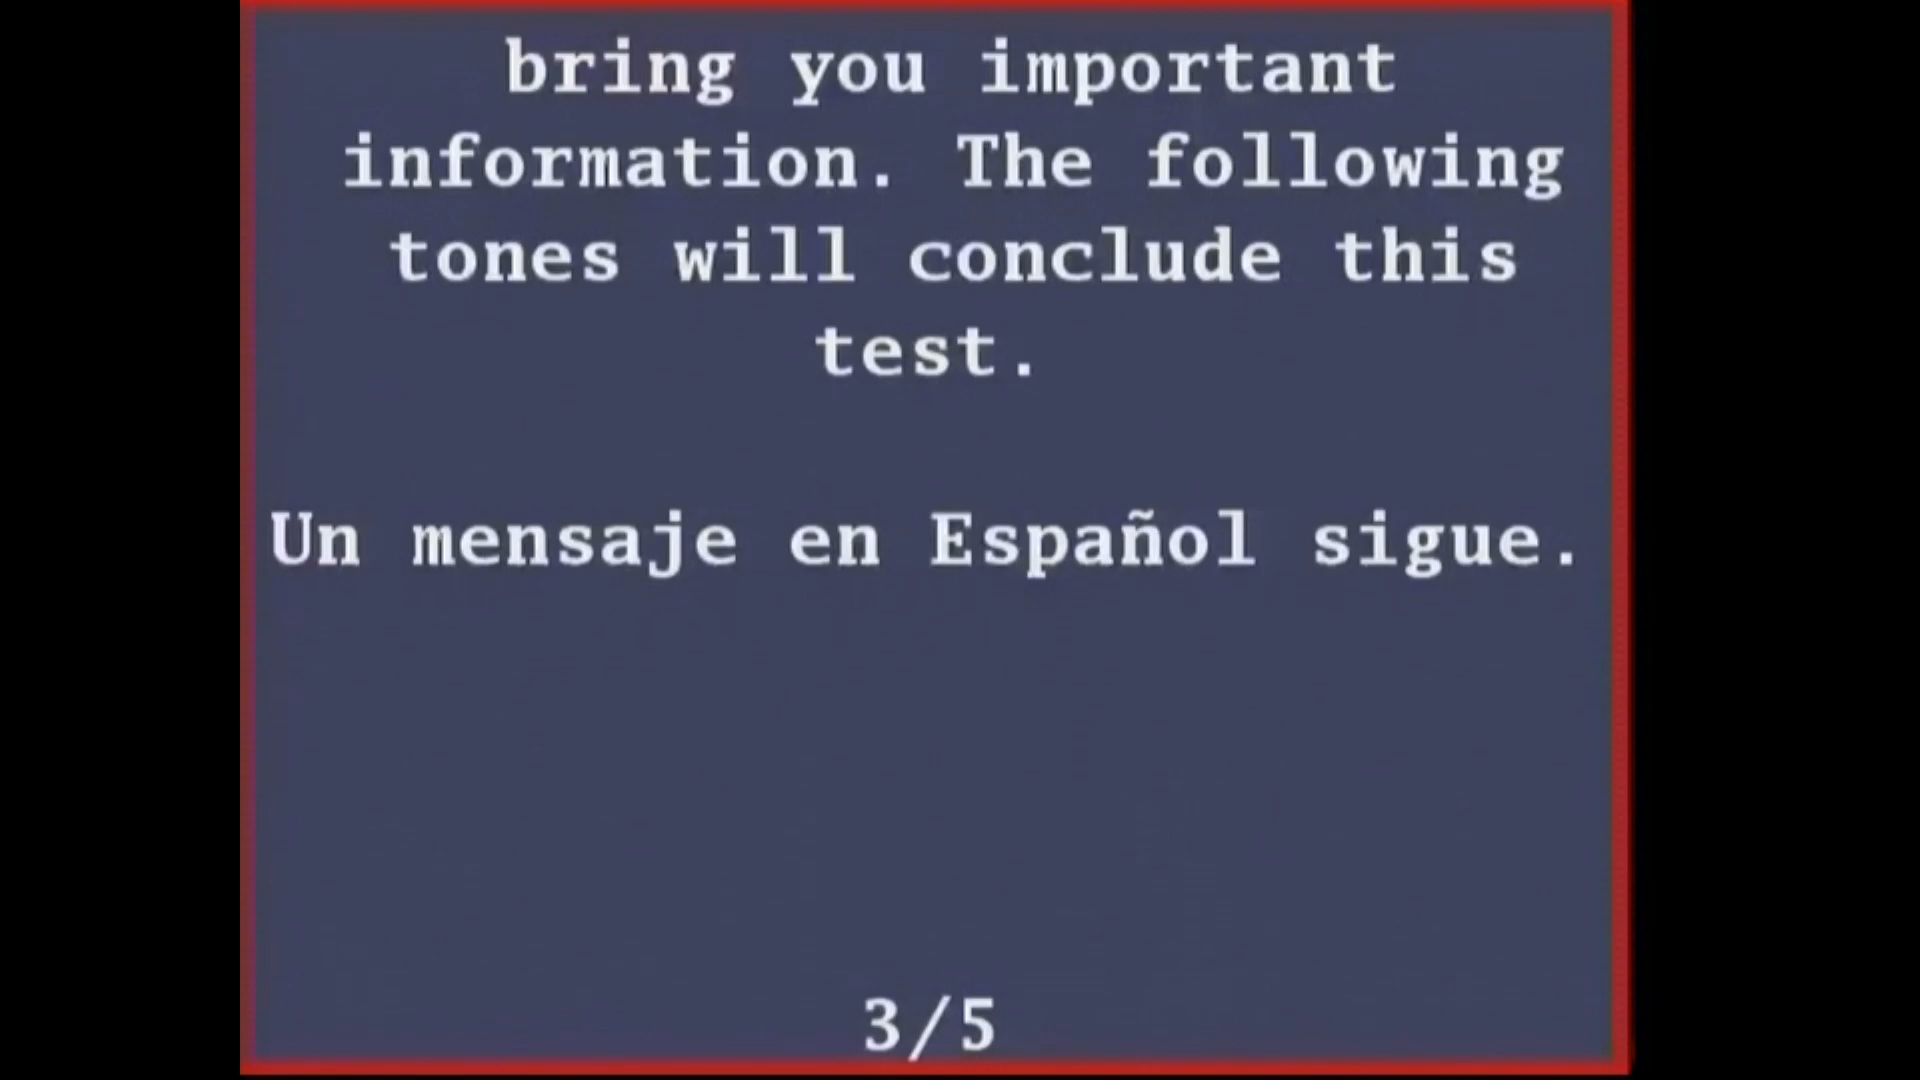 bring you important
information. The following
tones will conclude this
test.
Un mensaje en Español sigue.
3/5